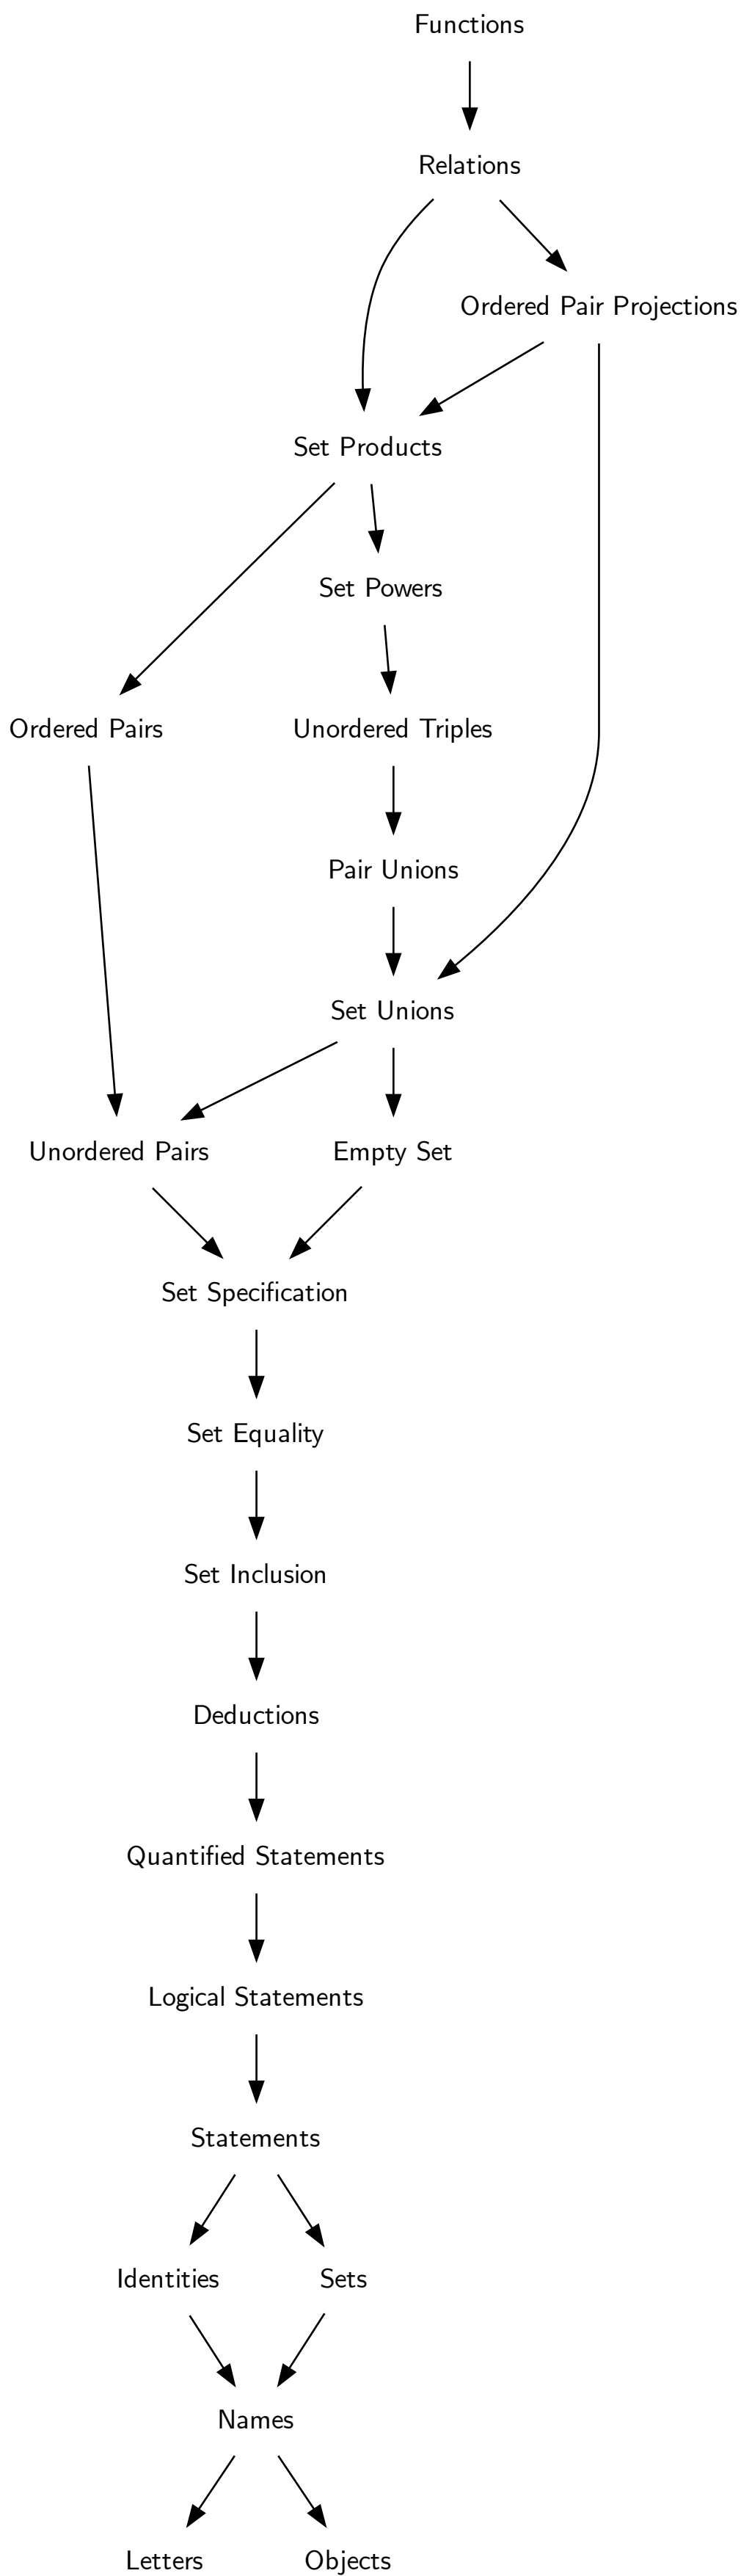 Functions
Relations
Ordered Pair Projections
Set Products
Set Powers
Ordered Pairs
Unordered Triples
Pair Unions
Set Unions
Unordered Pairs
Empty Set
Set Specification
Set Equality
Set Inclusion
Deductions
Quantified Statements
Logical Statements
Statements
Identities
Sets
Names
Letters
Objects